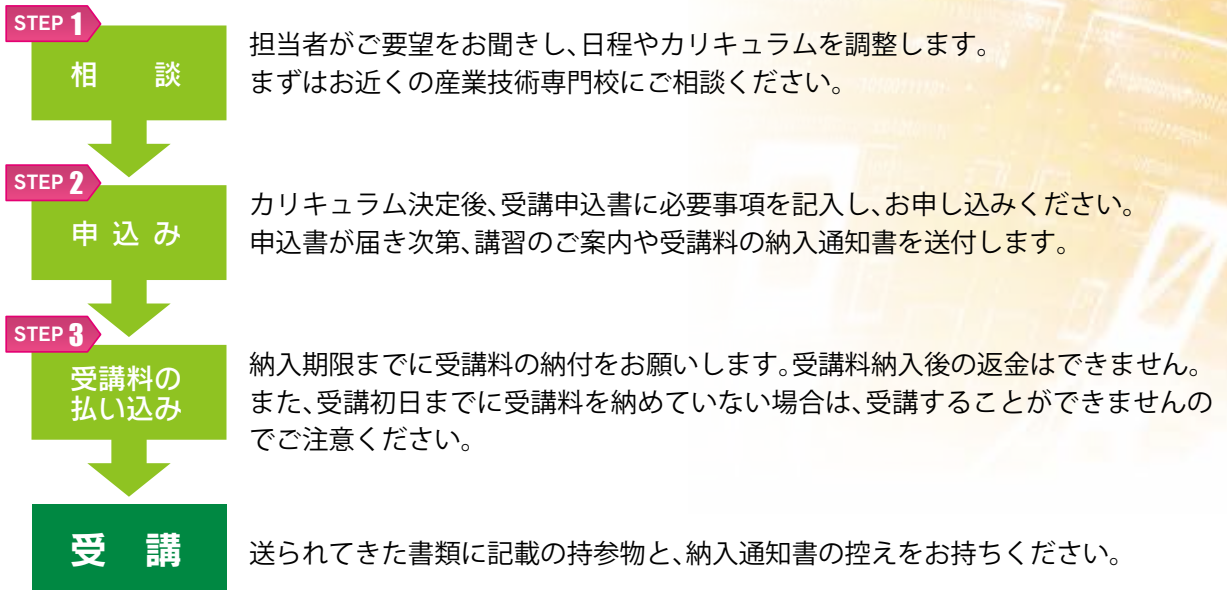 STEP 1
相談
担当者がご要望をお聞きし、日程やカリキュラムを調整します。
まずはお近くの産業技術専門校にご相談ください。
STEP 2
申込み
カリキュラム決定後、受講申込書に必要事項を記入し、お申し込みください。
申込書が届き次第、講習のご案内や受講料の納入通知書を送付します。
STEP 3
受講料の
払い込み
納入期限までに受講料の納付をお願いします。受講料納入後の返金はできません。
また、受講初日までに受講料を納めていない場合は、受講することができませんの
でご注意ください。
受講
送られてきた書類に記載の持参物と、納入通知書の控えをお持ちください。